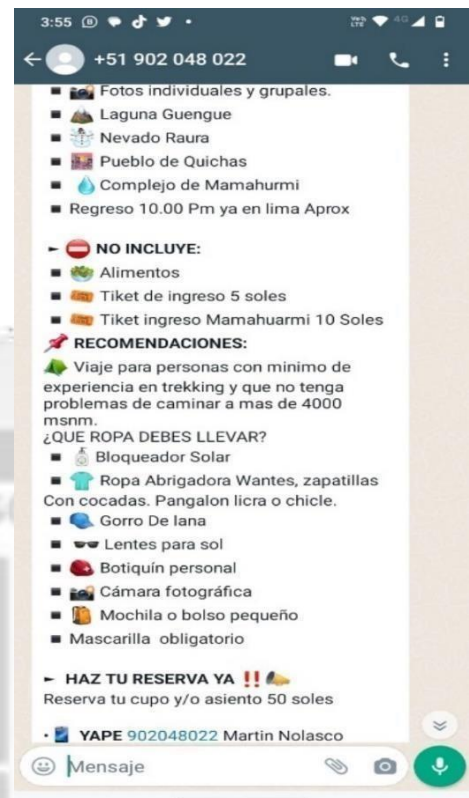 3:55
VoLTE 4G
+51 902 048 022
Fotos individuales y grupales.
Laguna Guengue
Nevado Raura
Pueblo de Quichas
Complejo de Mamahurmi
Regreso 10.00 Pm ya en lima Aprox
► NO INCLUYE:
Alimentos
Tiket de ingreso 5 soles
Tiket ingreso Mamahuarmi 10 Soles
RECOMENDACIONES:
Viaje para personas con minimo de
experiencia en trekking y que no tenga
problemas de caminar a mas de 4000
msnm.
¿QUE ROPA DEBES LLEVAR?
Bloqueador Solar
Ropa Abrigadora Wantes, zapatillas
Con cocadas. Pangalon licra o chicle.
Gorro De lana
Lentes para sol
Botiquín personal
Cámara fotográfica
Mochila o bolso pequeño
Mascarilla obligatorio
► HAZ TU RESERVA YA ‼
Reserva tu cupo y/o asiento 50 soles
YAPE 902048022 Martin Nolasco
Mensaje